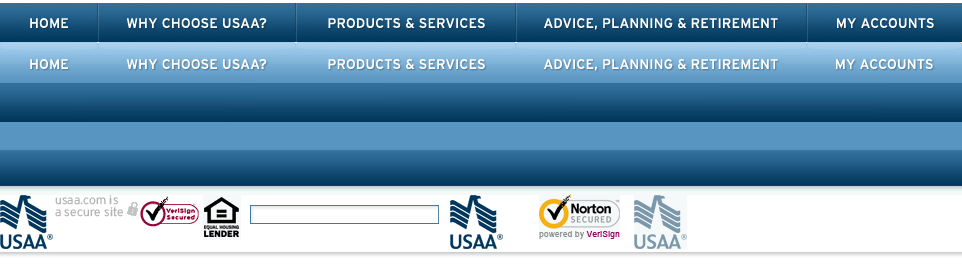 HOME WHY CHOOSE USAA? PRODUCTS & SERVICES ADVICE, PLANNING & RETIREMENT MY ACCOUNTS
HOME WHY CHOOSE USAA? PRODUCTS & SERVICES ADVICE, PLANNING & RETIREMENT MY ACCOUNTS
USAA®
usaa.com is
a secure site
VeriSign
Secured
EQUAL HOUSING
LENDER
USAA®
Norton
SECURED
powered by VeriSign
USAA®